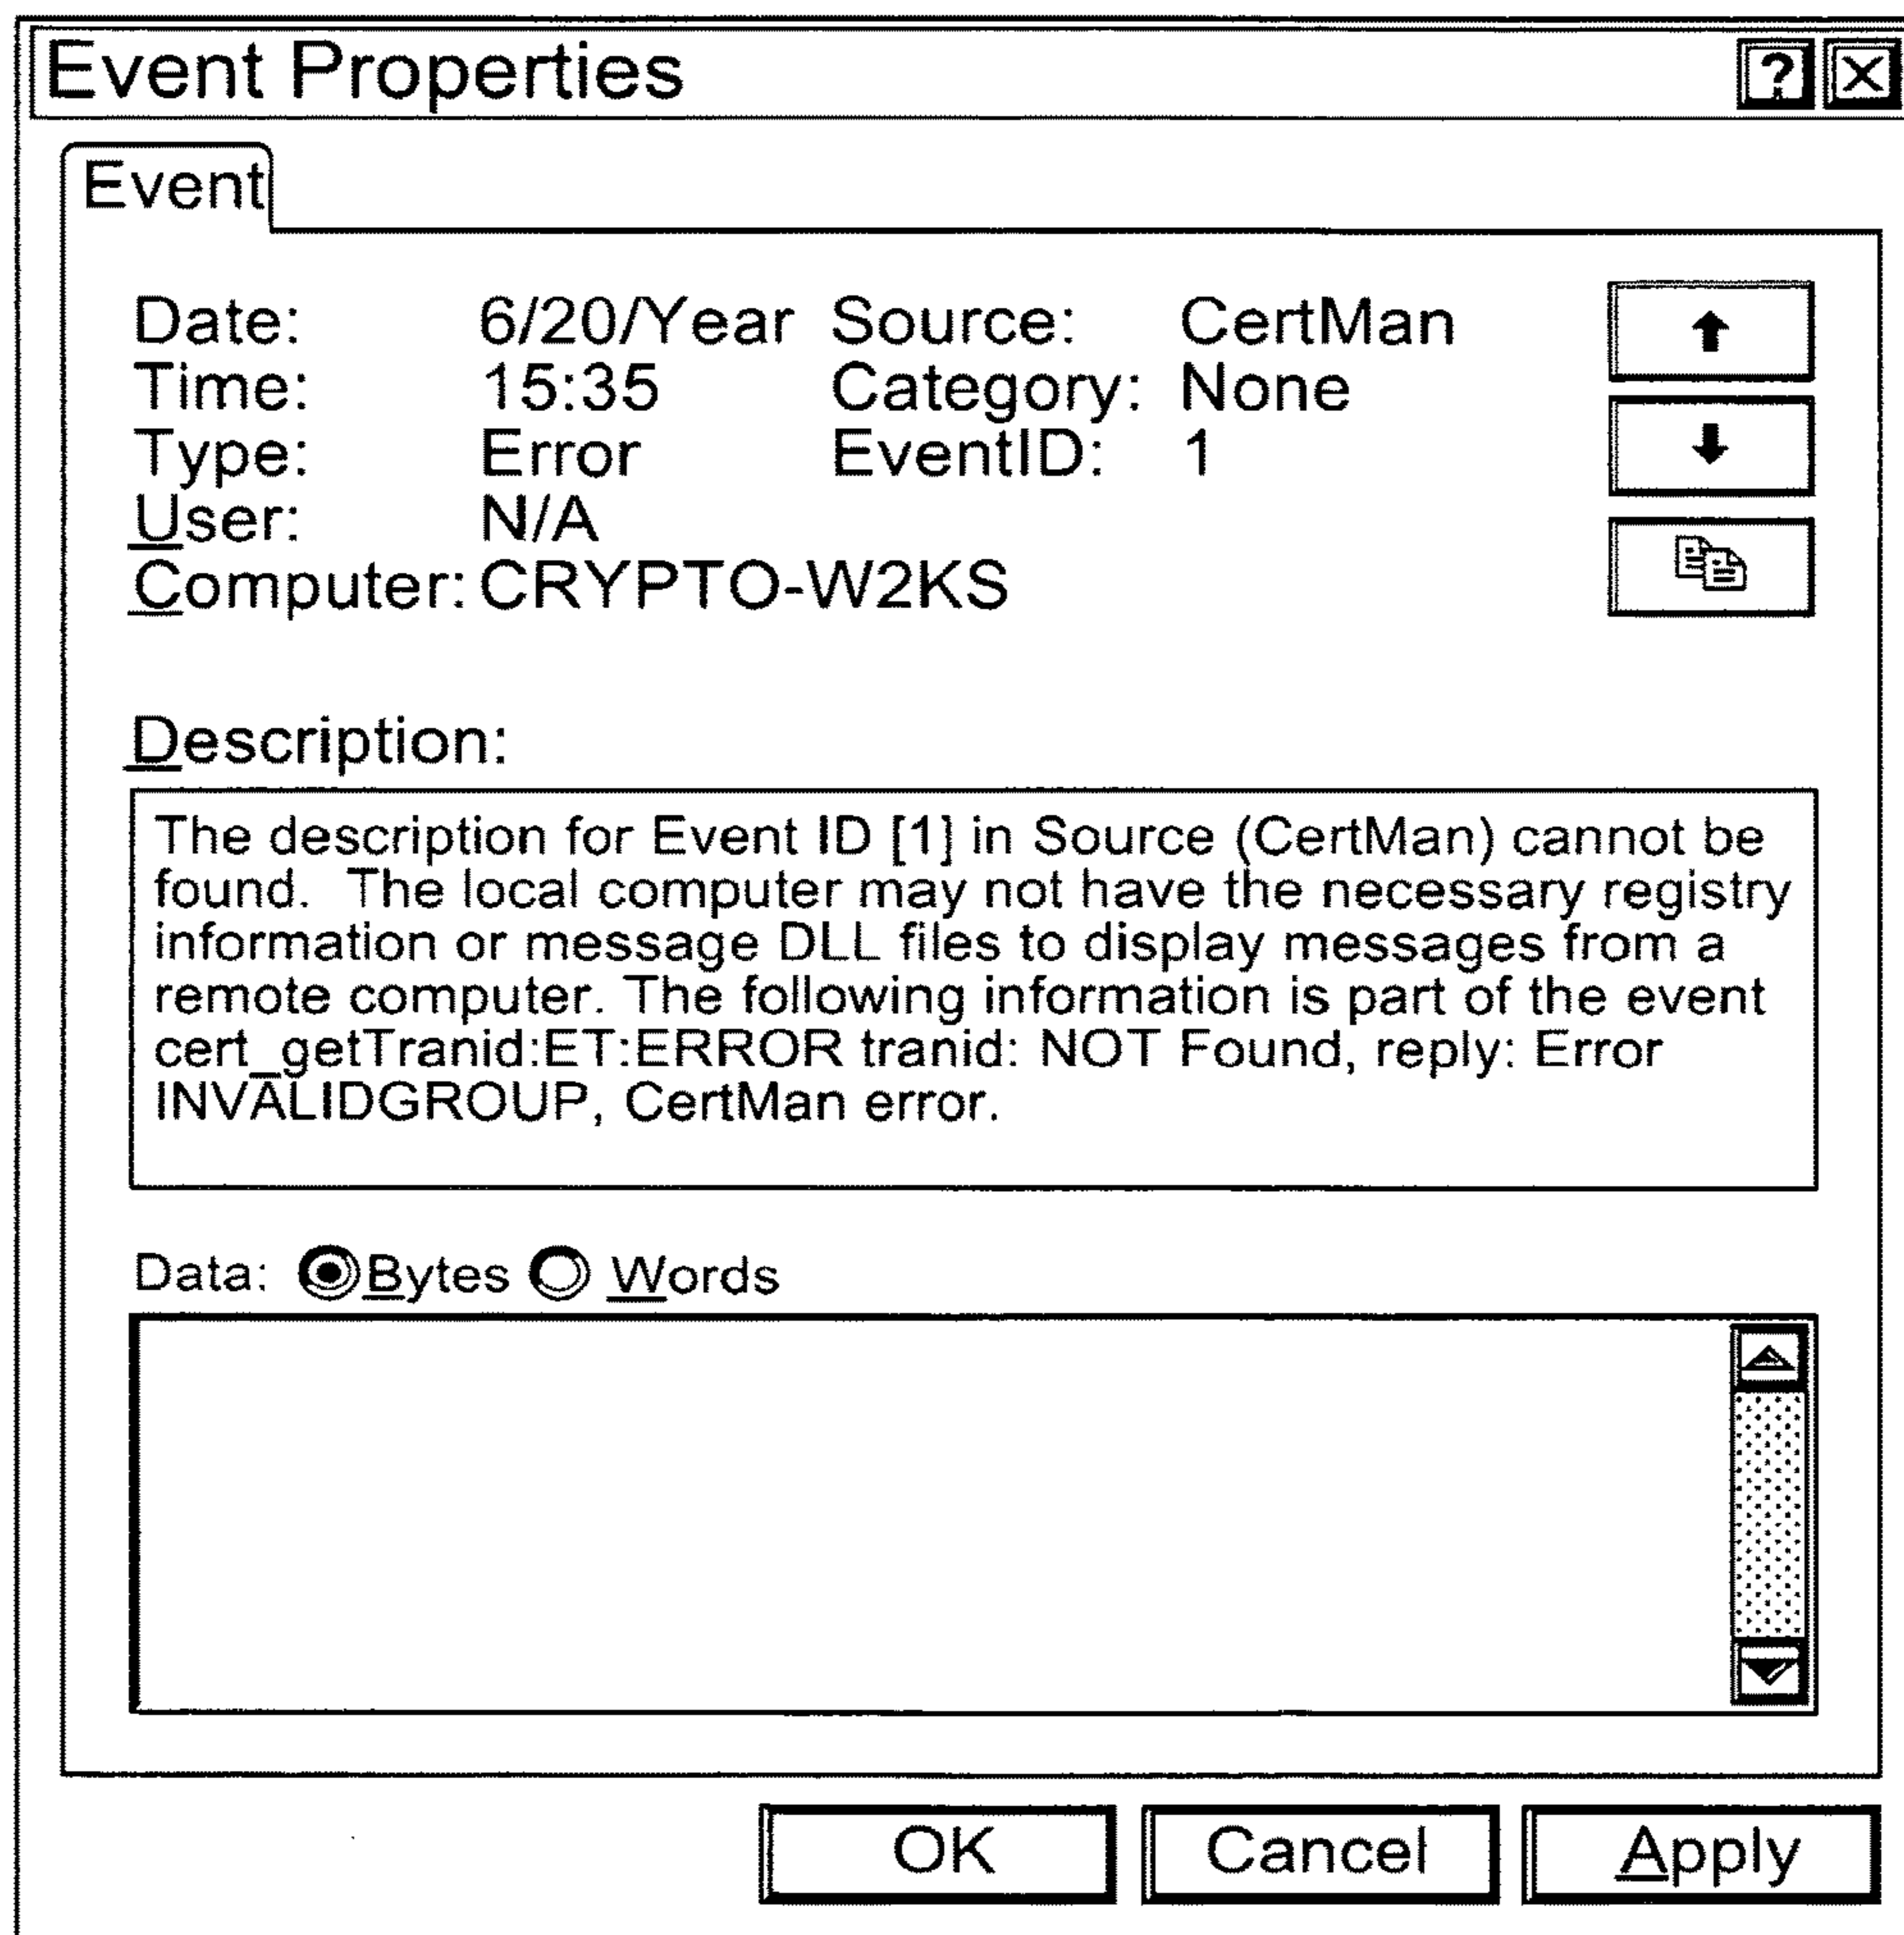 Event Properties ?
Event
Date: 6/20/Year Source: CertMan
Time: 15:35 Category: None
Type: Error EventID: 1
User: N/A
Computer: CRYPTO-W2KS
Description:
The description for Event ID [1] in Source (CertMan) cannot be
found. The local computer may not have the necessary registry
information or message DLL files to display messages from a
remote computer. The following information is part of the event
cert_getTranid:ET:ERROR tranid: NOT Found, reply: Error
INVALIDGROUP, CertMan error.
Data: Bytes Words
OK Cancel Apply